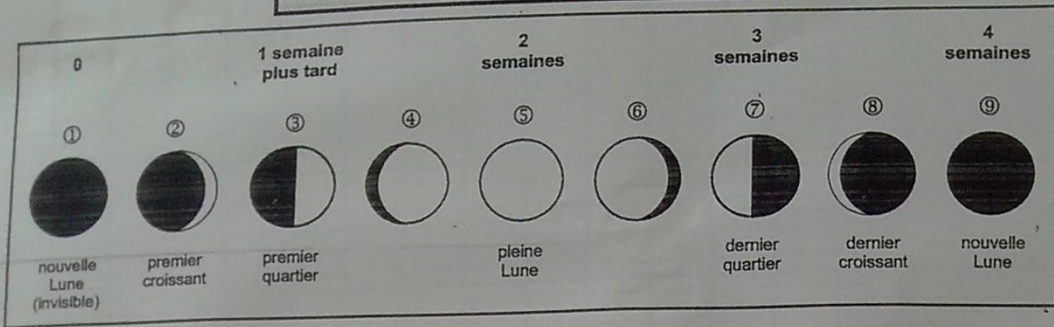 0
1 semaine
plus tard
2
semaines
3
semaines
4
semaines
①
②
③
④
⑤
⑥
⑦
⑧
⑨
nouvelle
Lune
(invisible)
premier
croissant
premier
quartier
pleine
Lune
dernier
quartier
dernier
croissant
nouvelle
Lune